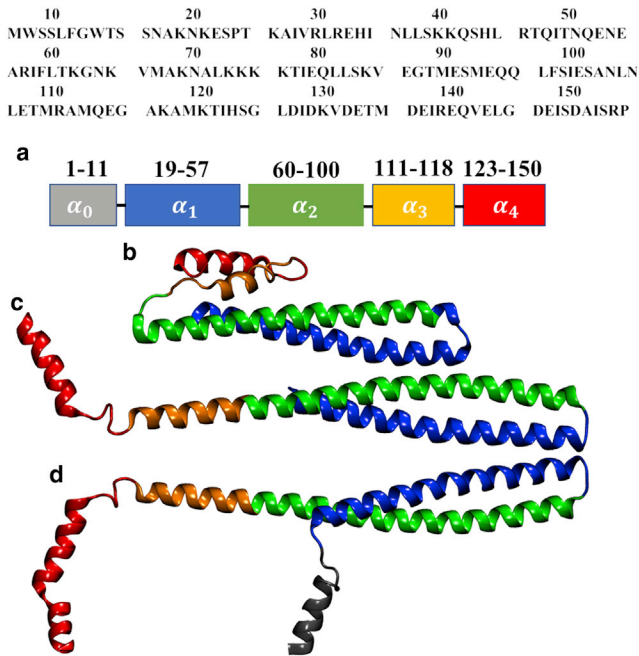 10 20 30 40 50
MWSSLFGWTS SNAKNKESPT KAIVRLREHI NLLSKKQSHL RTQITNQENE
60 70 80 90 100
ARIFLTKGNK VMAKNALKKK KTIEQLLSKV EGTMESMEQQ LFSIESANLN
110 120 130 140 150
LETMRAMQEG AKAMKTIHSG LDIDKVDETM DEIREQVELG DEISDAISRP
a
1-11 19-57 60-100 111-118 123-150
α0 α1 α2 α3 α4
b
c
d